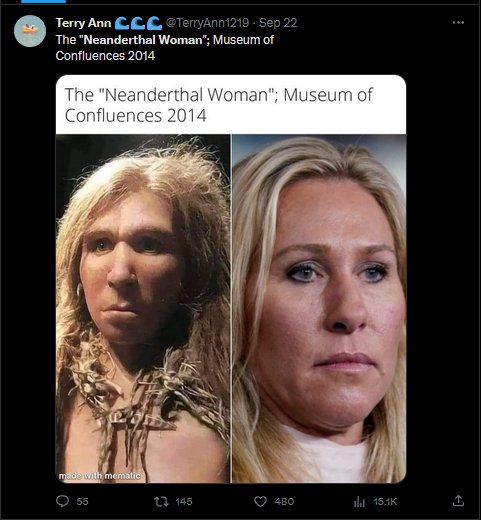 Terry Ann 🌊🌊🌊 @TerryAnn1219 · Sep 22
The "Neanderthal Woman"; Museum of
Confluences 2014
The "Neanderthal Woman"; Museum of
Confluences 2014
made with mematic
55 145 480 15.1K